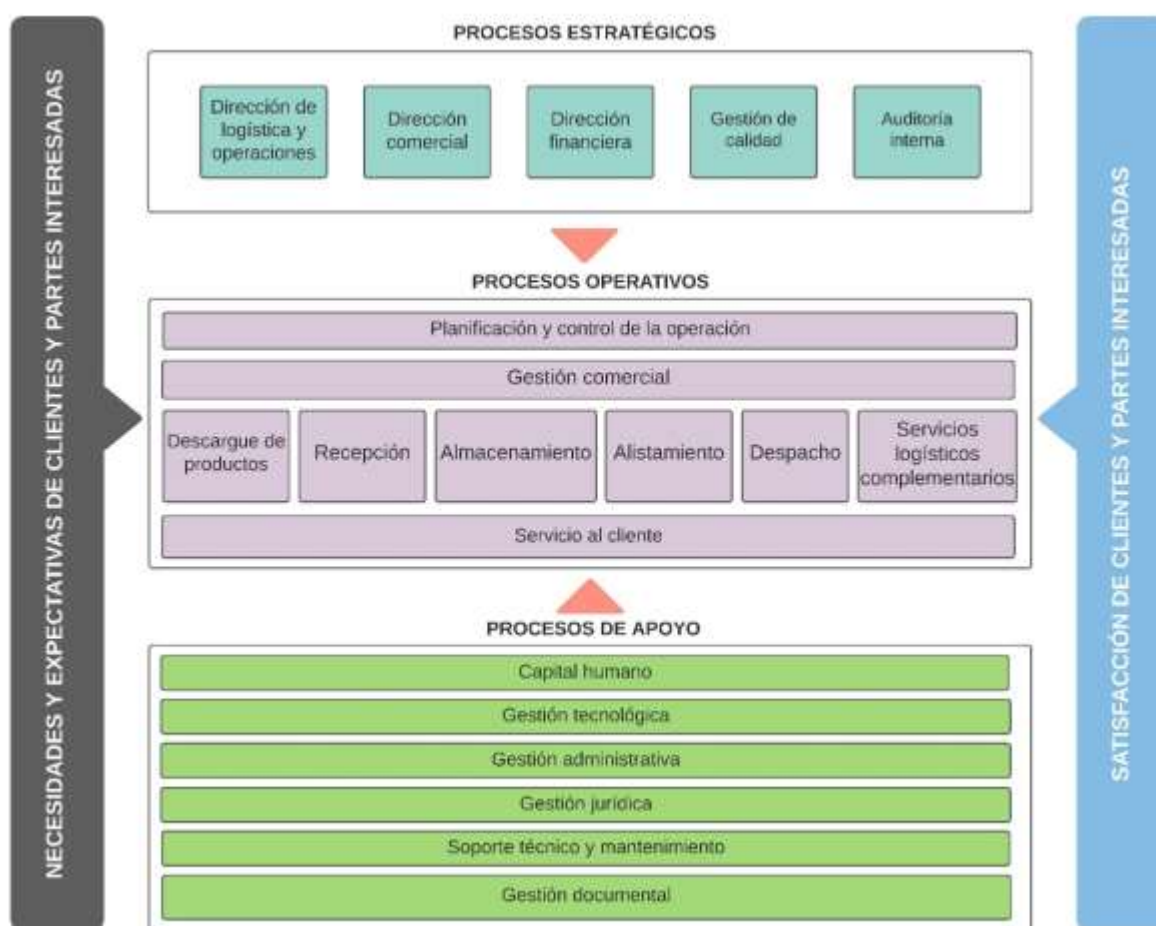 NECESIDADES Y EXPECTATIVAS DE CLIENTES Y PARTES INTERESADAS
PROCESOS ESTRATÉGICOS
Dirección de
logística y
operaciones
Dirección
comercial
Dirección
financiera
Gestión de
calidad
Auditoría
interna
PROCESOS OPERATIVOS
Planificación y control de la operación
Gestión comercial
Descargue de
productos
Recepción
Almacenamiento
Alistamiento
Despacho
Servicios
logísticos
complementarios
Servicio al cliente
PROCESOS DE APOYO
Capital humano
Gestión tecnológica
Gestión administrativa
Gestión jurídica
Soporte técnico y mantenimiento
Gestión documental
SATISFACCIÓN DE CLIENTES Y PARTES INTERESADAS